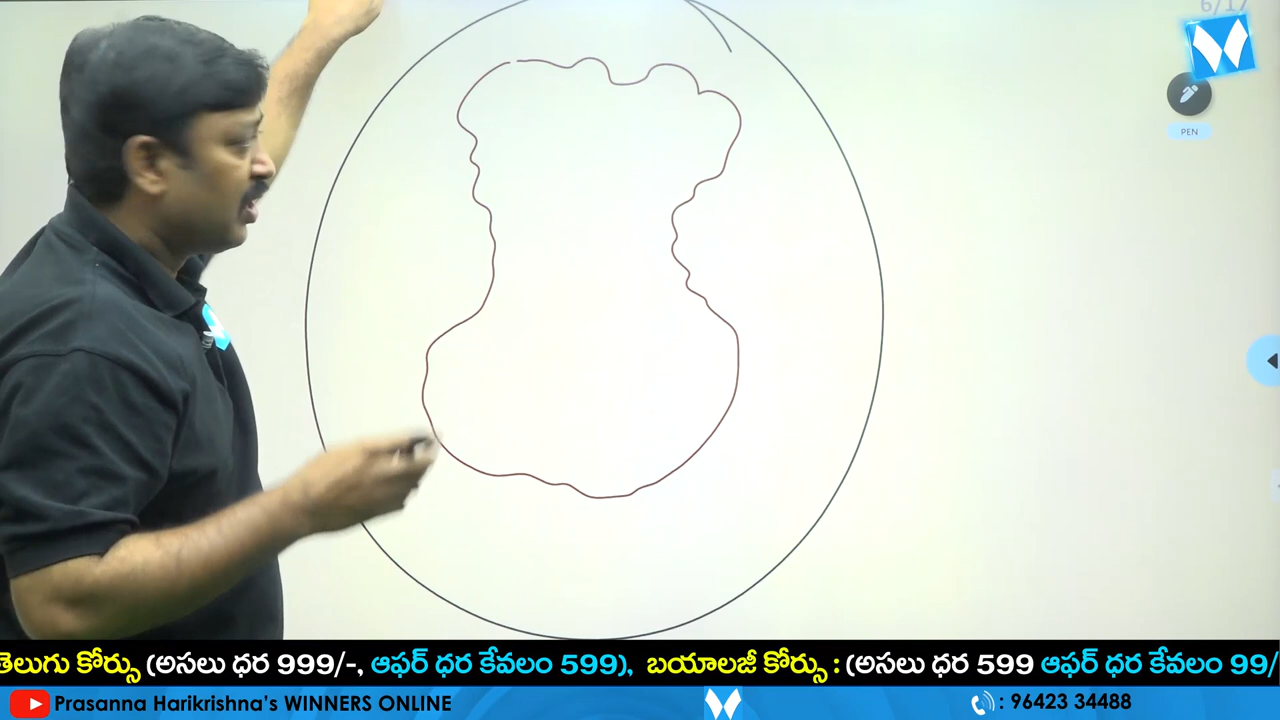 6/17
PEN
తెలుగు కోర్సు (అసలు ధర 999/-, ఆఫర్ ధర కేవలం 599), బయాలజీ కోర్సు : (అసలు ధర 599 ఆఫర్ ధర కేవలం 99/
Prasanna Harikrishna's WINNERS ONLINE
: 96423 34488